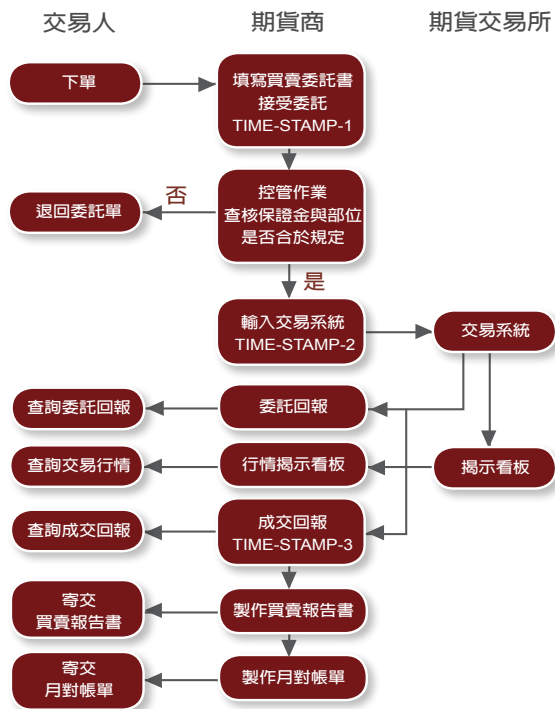 交易人
期貨商
期貨交易所
下單
填寫買賣委託書
接受委託
TIME-STAMP-1
否
退回委託單
控管作業
查核保證金與部位
是否合於規定
是
輸入交易系統
TIME-STAMP-2
交易系統
查詢委託回報
委託回報
查詢交易行情
行情揭示看板
揭示看板
查詢成交回報
成交回報
TIME-STAMP-3
寄交
買賣報告書
製作買賣報告書
寄交
月對帳單
製作月對帳單